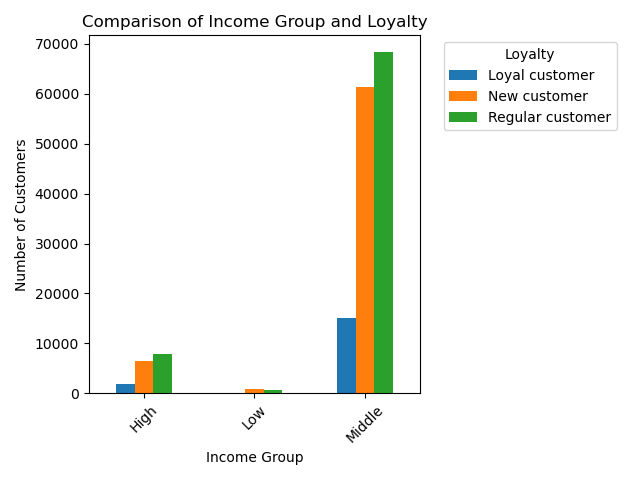 Comparison of Income Group and Loyalty
Loyalty
Loyal customer
New customer
Regular customer
Number of Customers
70000
60000
50000
40000
30000
20000
10000
0
High
Low
Middle
Income Group